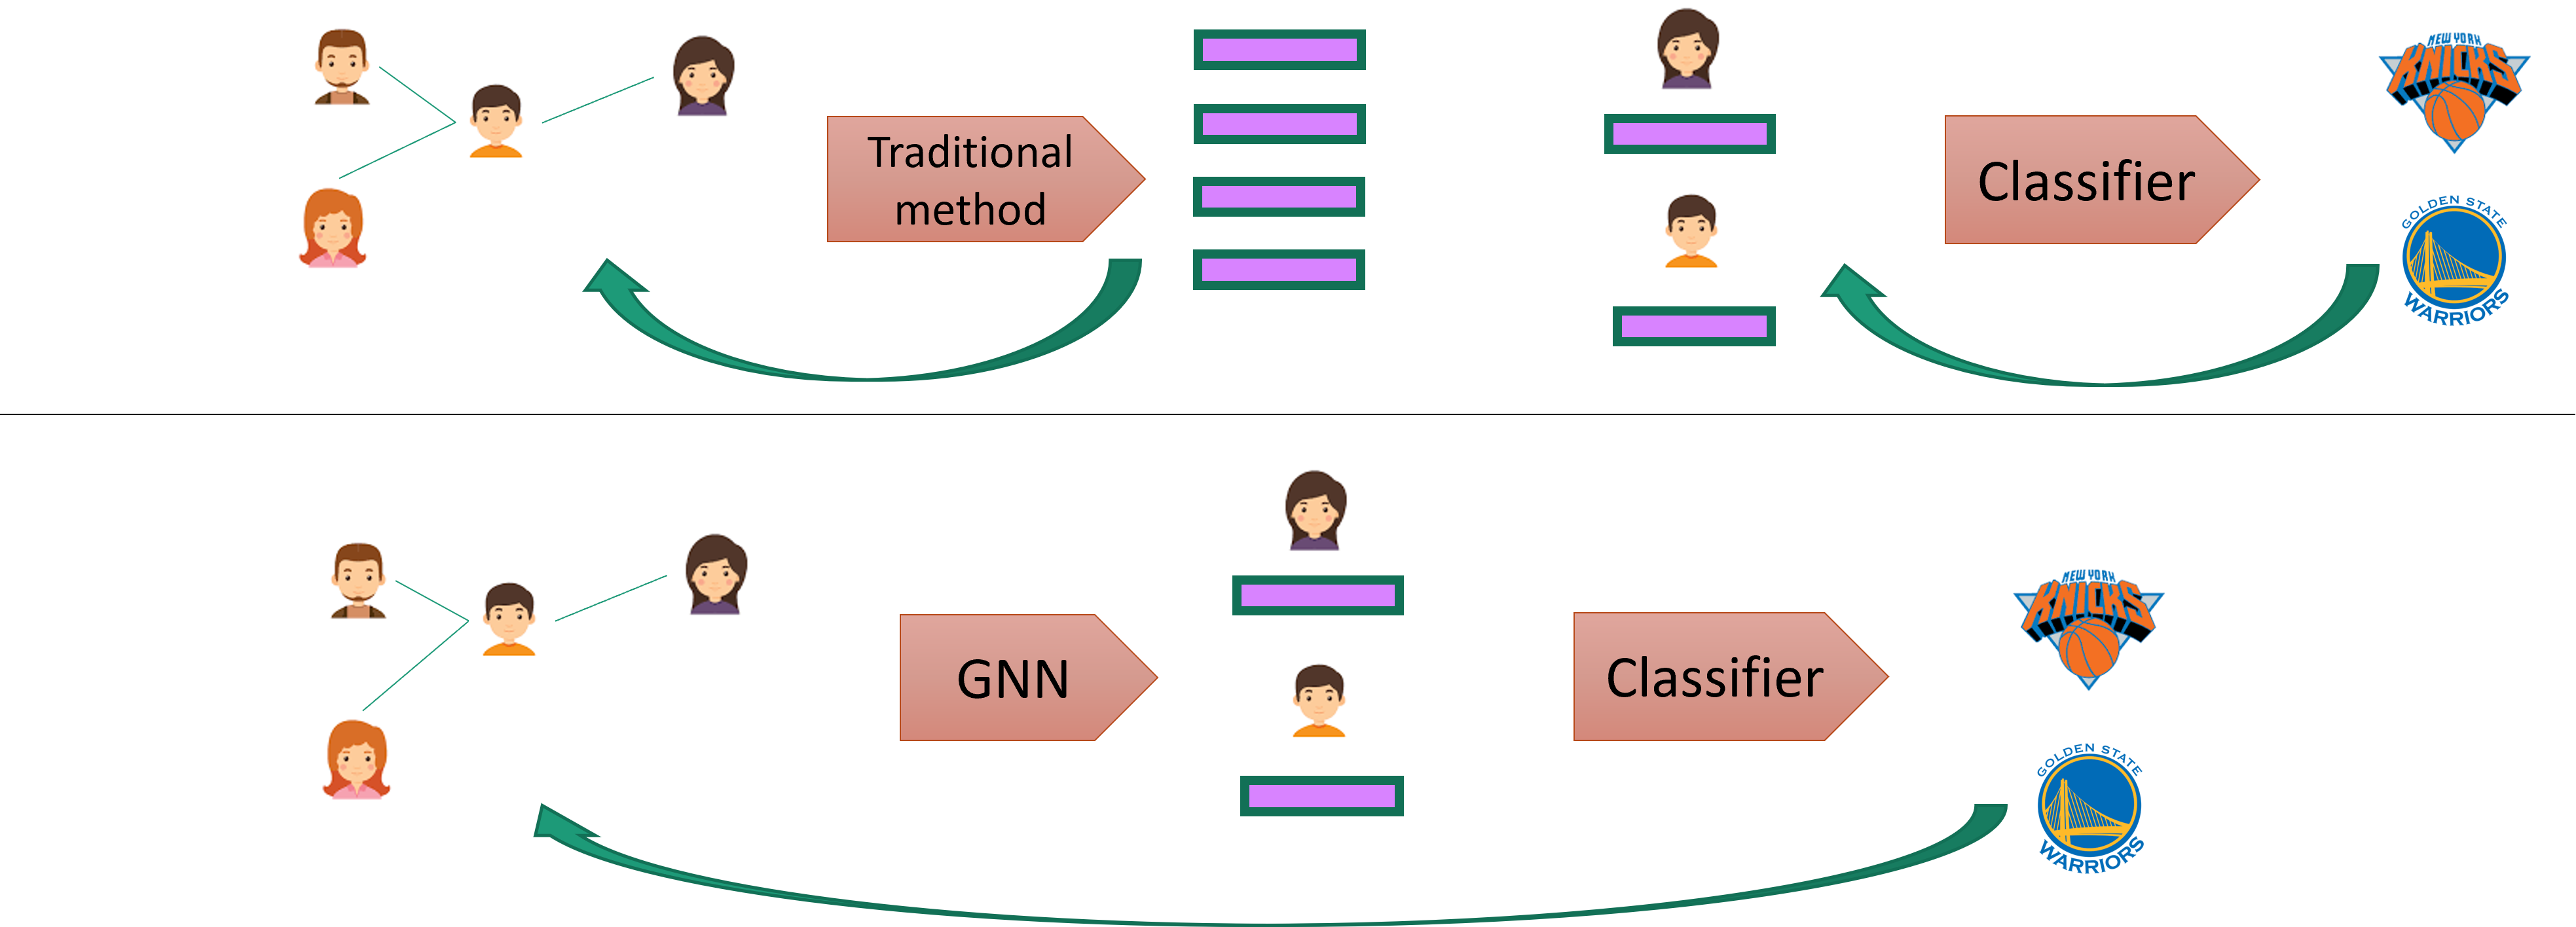 Traditional
method
Classifier
NEW YORK
KNICKS
GOLDEN STATE
WARRIORS
GNN
Classifier
NEW YORK
KNICKS
GOLDEN STATE
WARRIORS